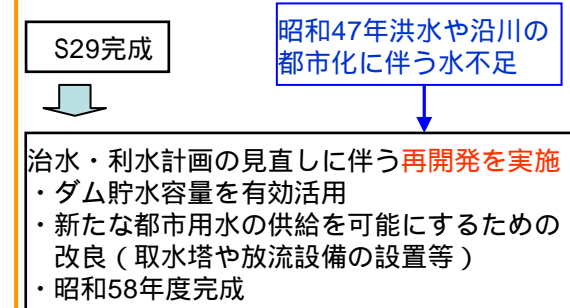 S29完成
昭和47年洪水や沿川の
都市化に伴う水不足
治水・利水計画の見直しに伴う再開発を実施
・ダム貯水容量を有効活用
・新たな都市用水の供給を可能にするための
改良（取水塔や放流設備の設置等）
・昭和58年度完成